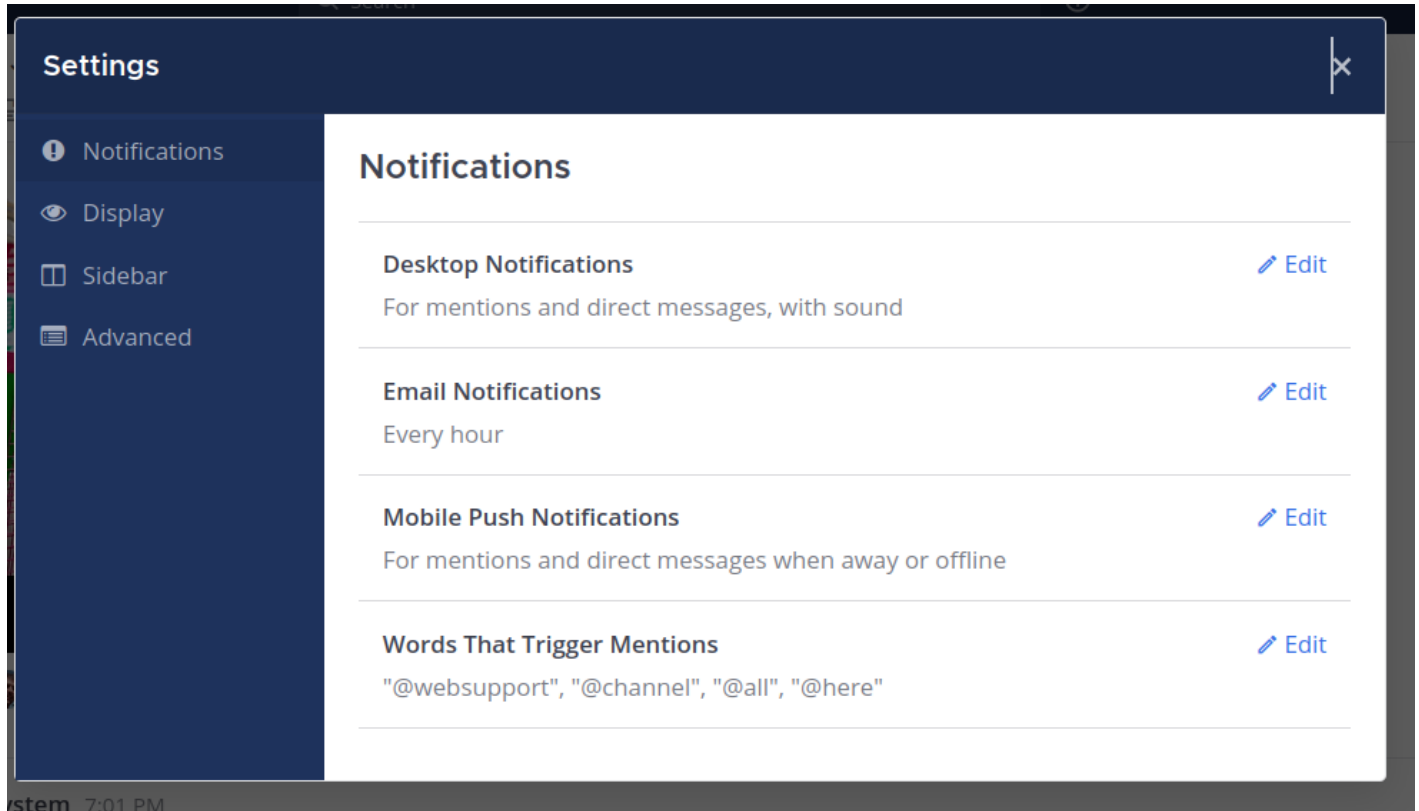 Search
Settings
Notifications
Display
Sidebar
Advanced
Notifications
Desktop Notifications
Edit
For mentions and direct messages, with sound
Email Notifications
Edit
Every hour
Mobile Push Notifications
Edit
For mentions and direct messages when away or offline
Words That Trigger Mentions
Edit
"@websupport", "@channel", "@all", "@here"
7:01 PM